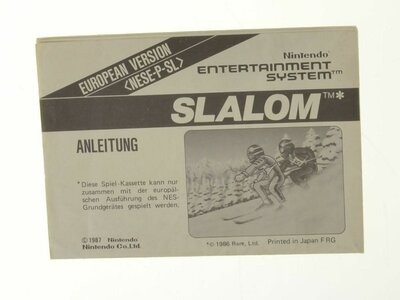 EUROPEAN VERSION
<NESE-P-SL>
Nintendo
ENTERTAINMENT
SYSTEM™
SLALOM™*
ANLEITUNG
*Diese Spiel-Kassette kann nur
zusammen mit der europäi-
schen Ausführung des NES-
Grundgerätes gespielt werden.
©1987 Nintendo
Nintendo Co., Ltd.
*© 1986 Rare, Ltd. Printed in Japan FRG